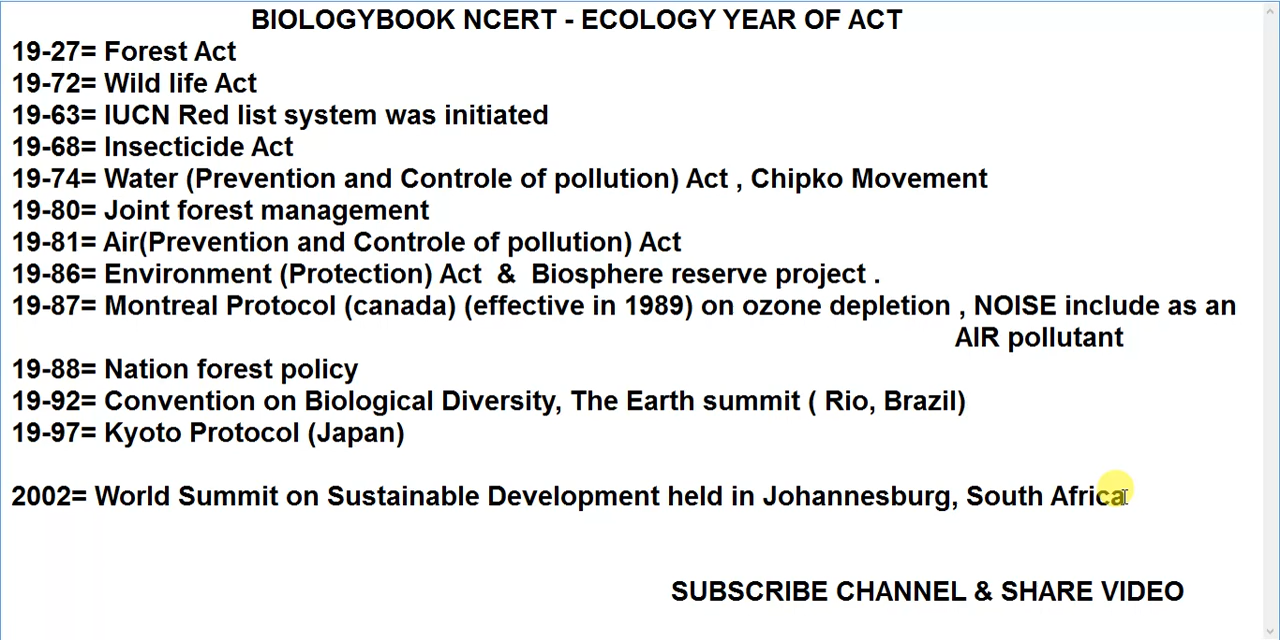 BIOLOGYBOOK NCERT - ECOLOGY YEAR OF ACT
19-27= Forest Act
19-72= Wild life Act
19-63= IUCN Red list system was initiated
19-68= Insecticide Act
19-74= Water (Prevention and Controle of pollution) Act , Chipko Movement
19-80= Joint forest management
19-81= Air(Prevention and Controle of pollution) Act
19-86= Environment (Protection) Act & Biosphere reserve project .
19-87= Montreal Protocol (canada) (effective in 1989) on ozone depletion , NOISE include as an
AIR pollutant
19-88= Nation forest policy
19-92= Convention on Biological Diversity, The Earth summit ( Rio, Brazil)
19-97= Kyoto Protocol (Japan)
2002= World Summit on Sustainable Development held in Johannesburg, South Africa
SUBSCRIBE CHANNEL & SHARE VIDEO